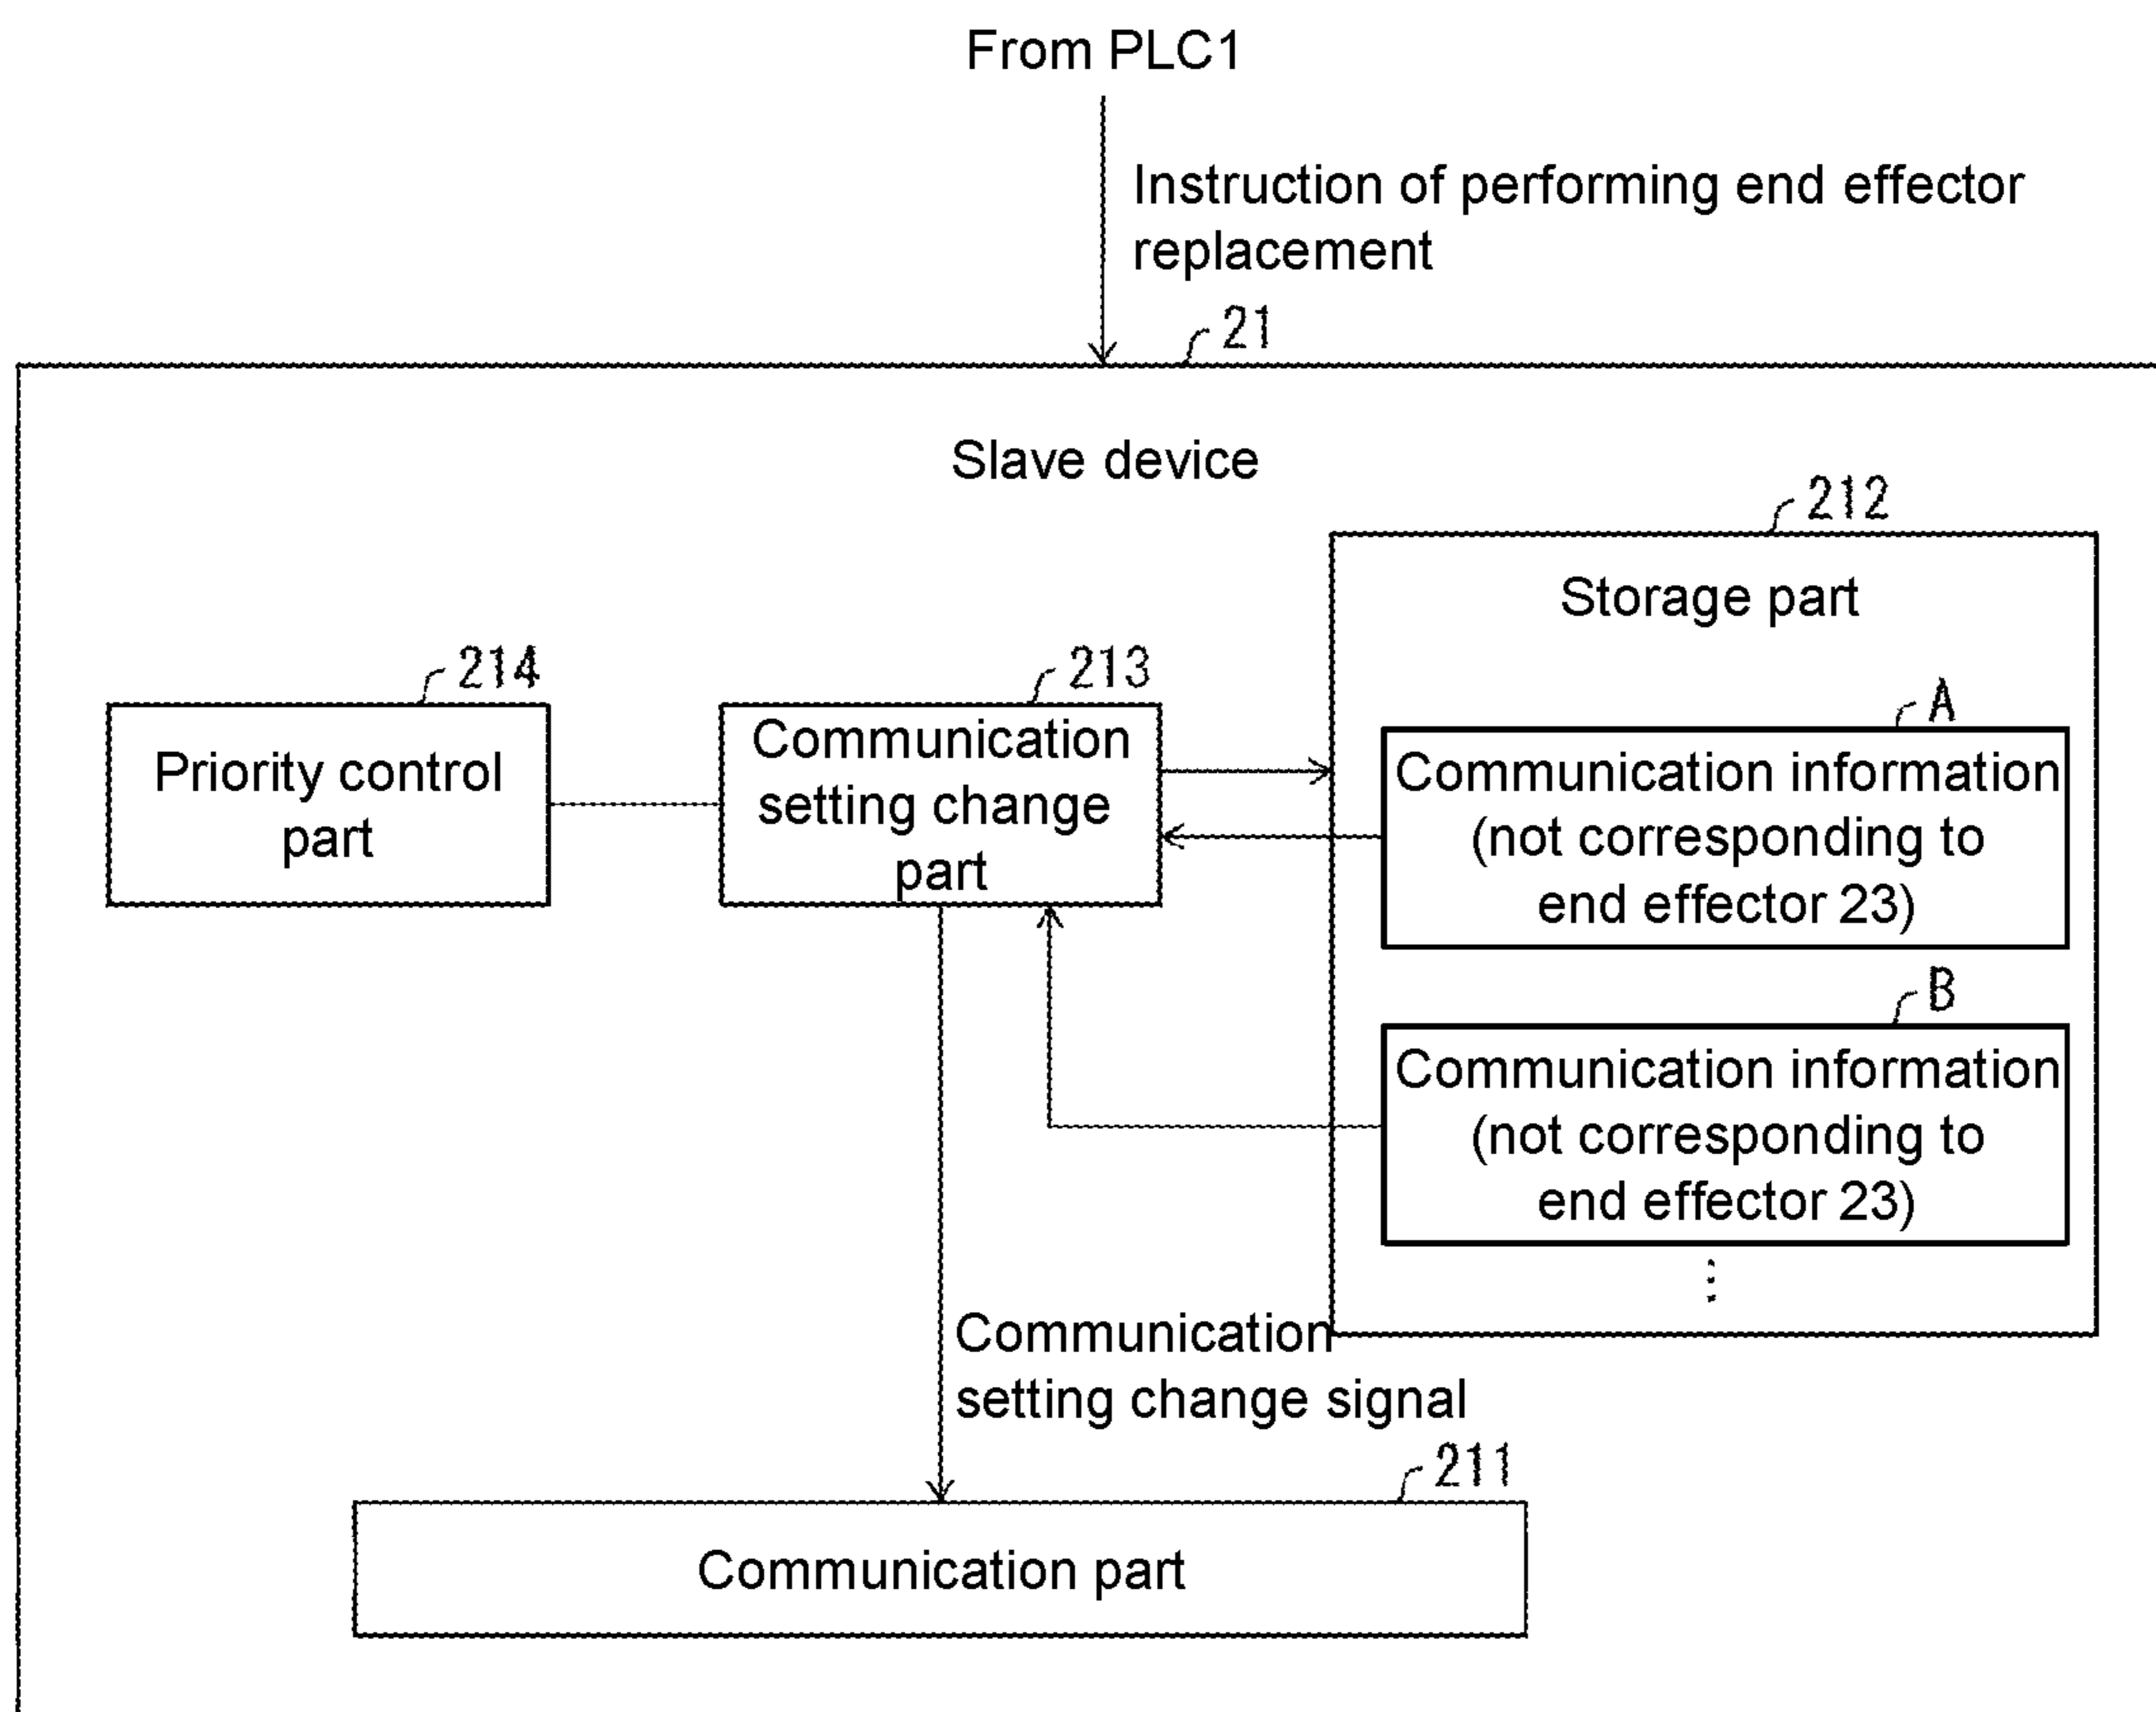 From PLC1
Instruction of performing end effector
replacement
21
Slave device
212
Storage part
214
Priority control
part
213
Communication
setting change
part
A
Communication information
(not corresponding to
end effector 23)
B
Communication information
(not corresponding to
end effector 23)
⋮
Communication
setting change signal
211
Communication part